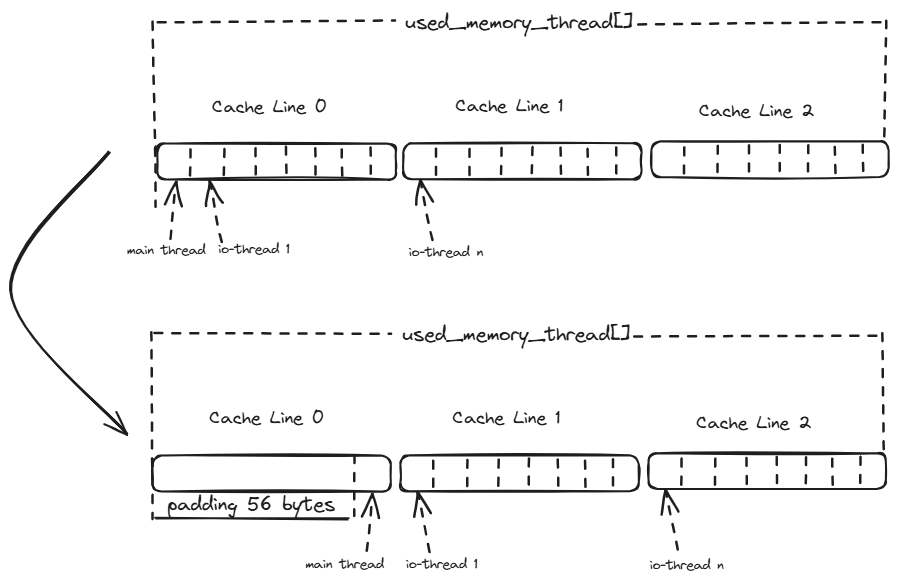 used_memory_thread[]
Cache Line 0
Cache Line 1
Cache Line 2
main thread
io-thread 1
io-thread n
used_memory_thread[]
Cache Line 0
Cache Line 1
Cache Line 2
padding 56 bytes
main thread
io-thread 1
io-thread n